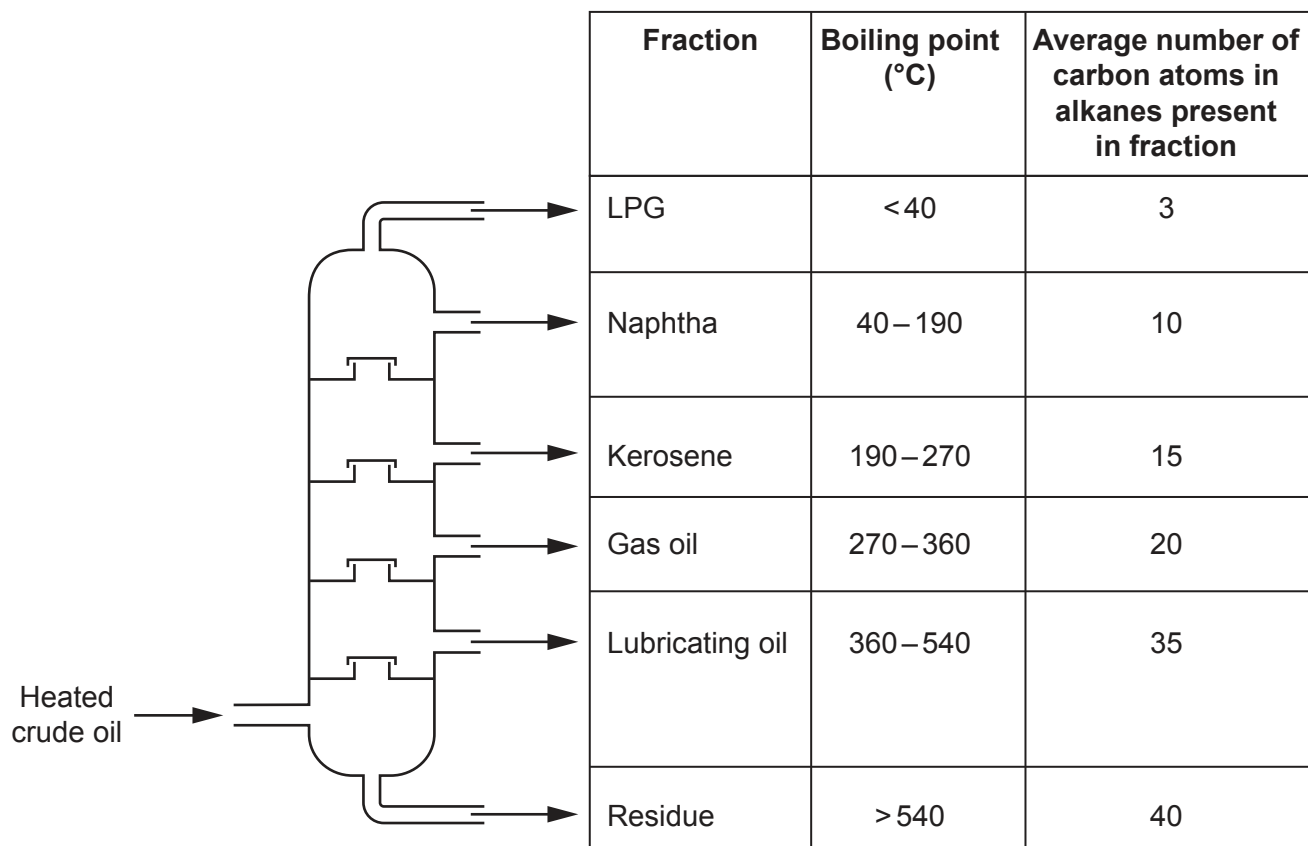 Fraction
Boiling point
(°C)
Average number of
carbon atoms in
alkanes present
in fraction
LPG <40 3
Naphtha 40–190 10
Kerosene 190–270 15
Gas oil 270–360 20
Lubricating oil 360–540 35
Heated
crude oil
Residue >540 40